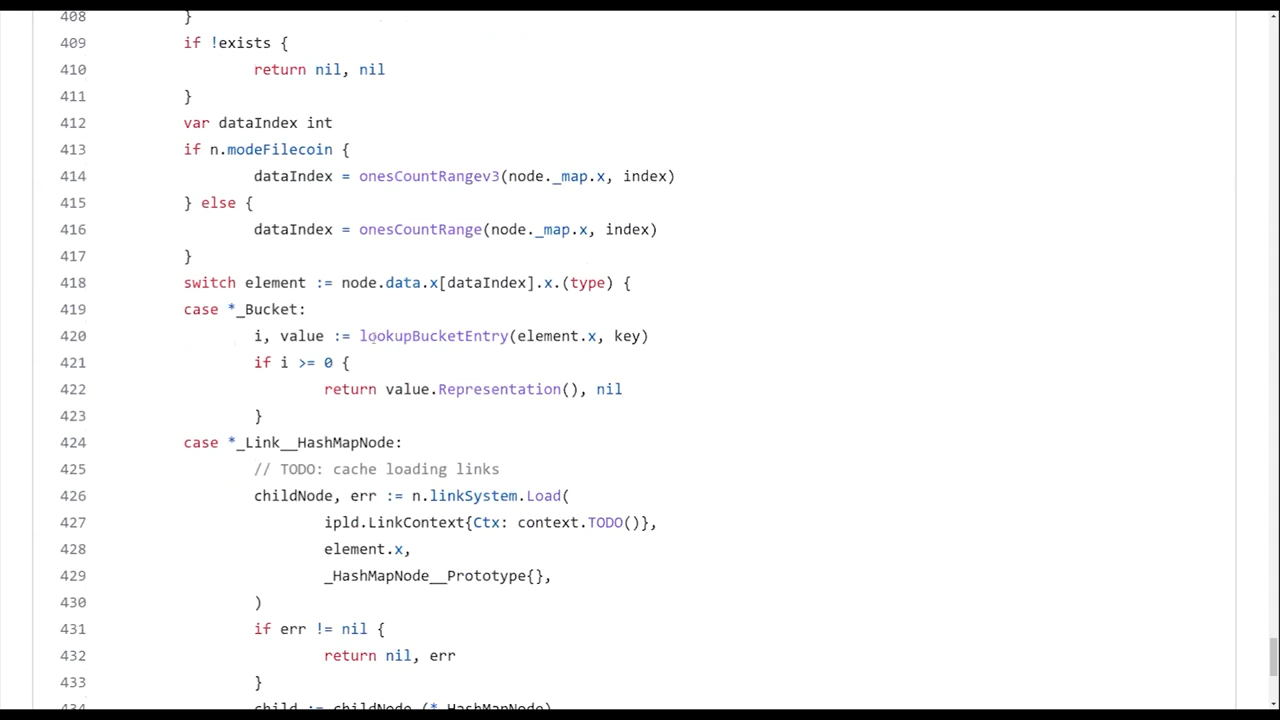 408 }
409 if !exists {
410 return nil, nil
411 }
412 var dataIndex int
413 if n.modeFilecoin {
414 dataIndex = onesCountRangev3(node._map.x, index)
415 } else {
416 dataIndex = onesCountRange(node._map.x, index)
417 }
418 switch element := node.data.x[dataIndex].x.(type) {
419 case *_Bucket:
420 i, value := lookupBucketEntry(element.x, key)
421 if i >= 0 {
422 return value.Representation(), nil
423 }
424 case *_Link__HashMapNode:
425 // TODO: cache loading links
426 childNode, err := n.linkSystem.Load(
427 ipld.LinkContext{Ctx: context.TODO()},
428 element.x,
429 _HashMapNode__Prototype{},
430 )
431 if err != nil {
432 return nil, err
433 }
434 child := childNode.(*_HashMapNode)